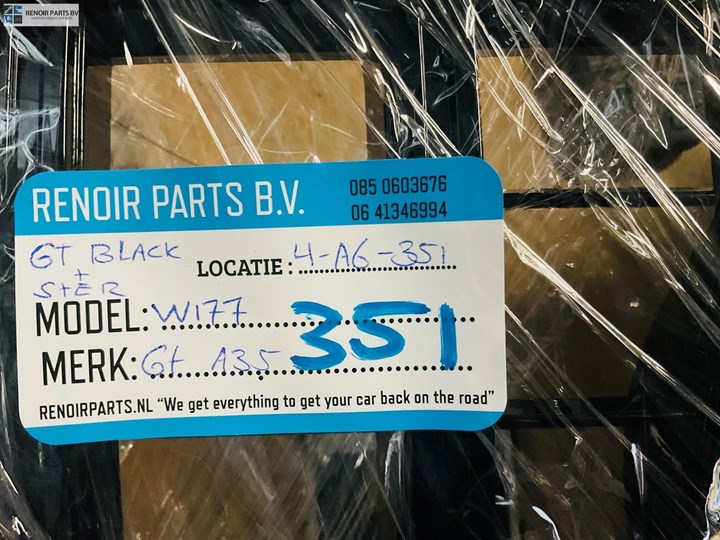 RENOIR PARTS BV
RENOIR PARTS B.V.
085 0603676
06 41346994
GT BLACK
+
STER
LOCATIE: 4-A6-351
MODEL: W177
MERK: Gt A35
351
RENOIRPARTS.NL “We get everything to get your car back on the road”